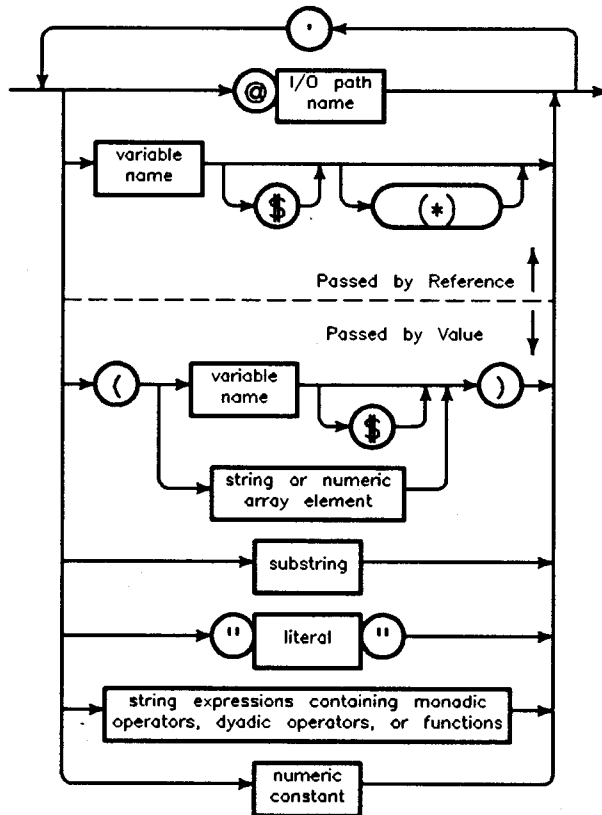 ,
@ I/O path
name
variable
name
$
(*)
Passed by Reference
Passed by Value
(
variable
name
$
)
string or numeric
array element
substring
" literal "
string expressions containing monadic
operators, dyadic operators, or functions
numeric
constant